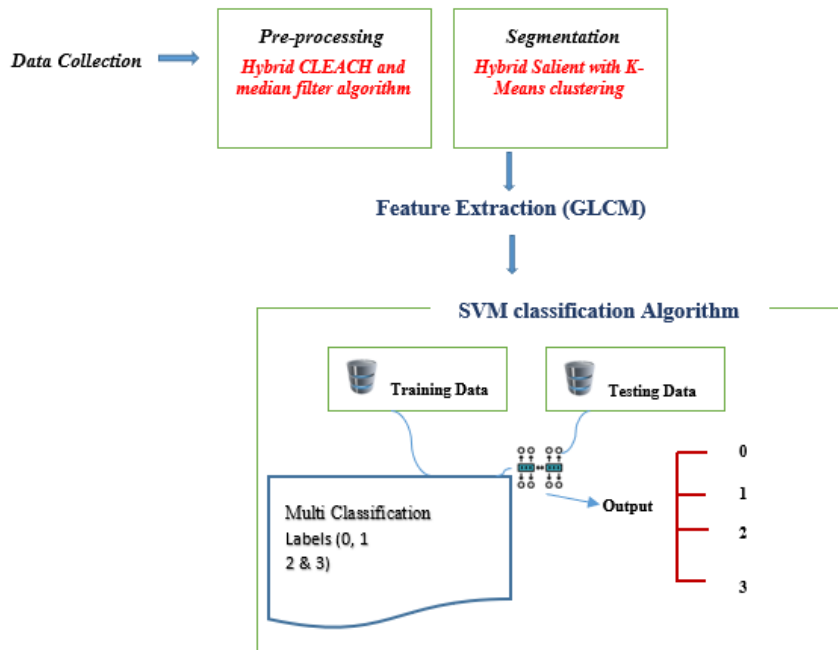 Data Collection
Pre-processing
Hybrid CLEACH and
median filter algorithm
Segmentation
Hybrid Salient with K-
Means clustering
Feature Extraction (GLCM)
SVM classification Algorithm
Training Data
Testing Data
Multi Classification
Labels (0, 1
2 & 3)
Output
0
1
2
3